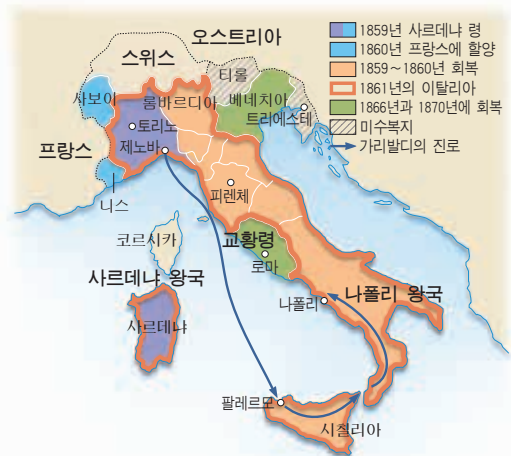 1859년 사르데냐 령
1860년 프랑스에 할양
1859~1860년 회복
1861년의 이탈리아
1866년과 1870년에 회복
미수복지
가리발디의 진로
오스트리아
스위스
티롤
사보이
롬바르디아
베네치아
트리에스테
토리노
제노바
프랑스
니스
피렌체
코르시카
교황령
로마
사르데냐 왕국
사르데냐
나폴리 왕국
나폴리
팔레르모
시칠리아